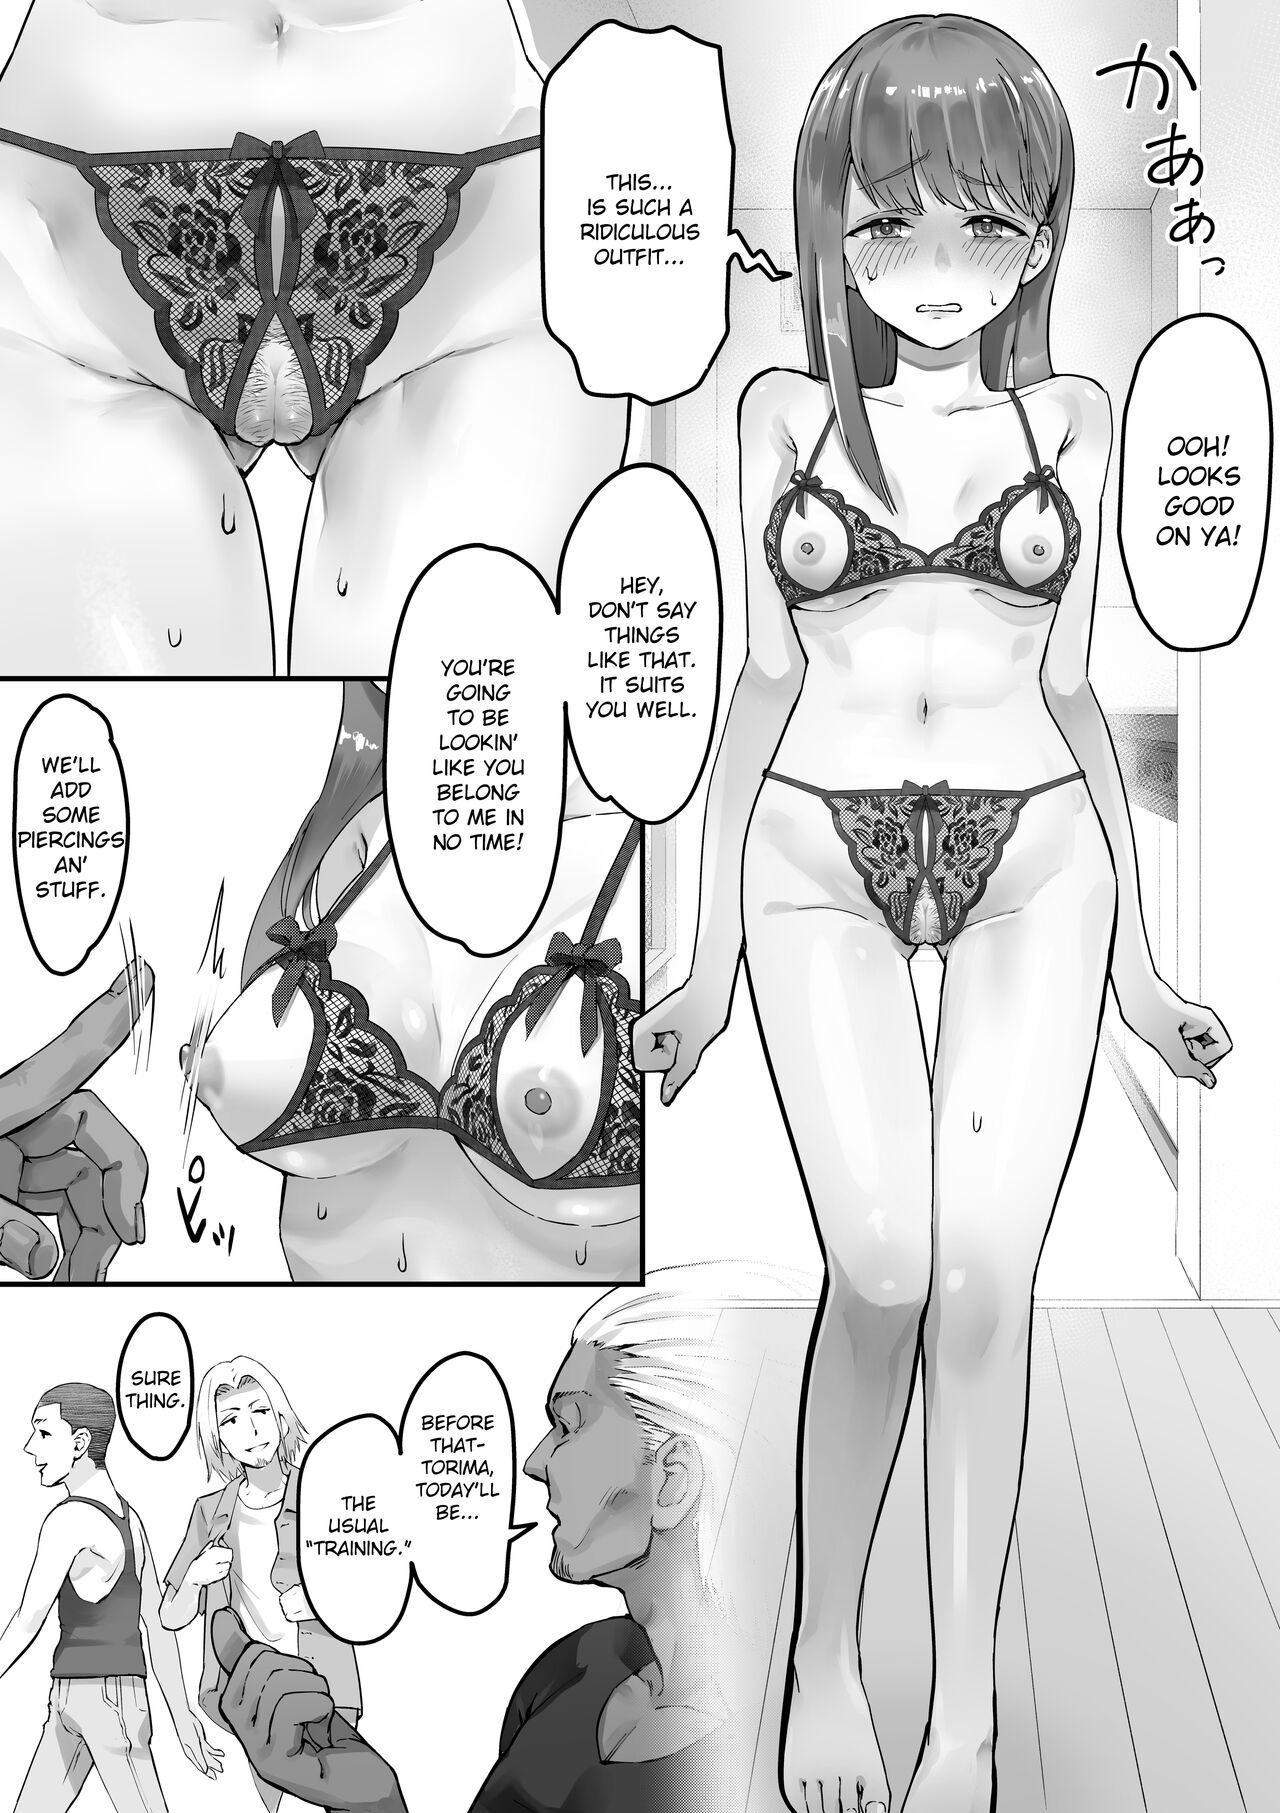 かあぁっ
THIS...
IS SUCH A
RIDICULOUS
OUTFIT...
OOH!
LOOKS
GOOD
ON YA!
HEY,
DON'T SAY
THINGS
LIKE THAT.
IT SUITS
YOU WELL.
YOU'RE
GOING
TO BE
LOOKIN'
LIKE YOU
BELONG
TO ME IN
NO TIME!
WE'LL
ADD
SOME
PIERCINGS
AN'
STUFF.
BEFORE
THAT-
TORIMA,
TODAY'LL
BE...
THE
USUAL
"TRAINING."
SURE
THING.